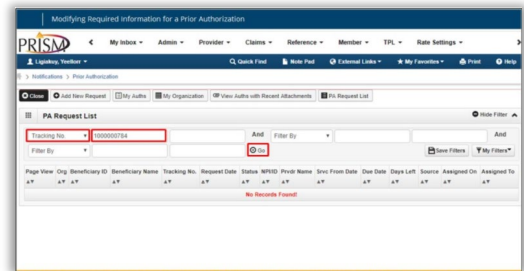 Modifying Required Information for a Prior Authorization
PRISM < My Inbox Admin Provider Claims Reference Member TPL Rate Settings >
Quick Find Note Pad External Links My Favorites Print Help
> Notifications > Prior Authorization
Close Add New Request My Auths My Organization View Auths with Recent Attachments PA Request List
PA Request List Hide Filter
Tracking No. 1000000784 And Filter By And
Filter By Go Save Filters My Filters
Page View Org Beneficiary ID Beneficiary Name Tracking No. Request Date Status NPI/ID Prvdr Name Srvc From Date Due Date Days Left Source Assigned On Assigned To
No Records Found!